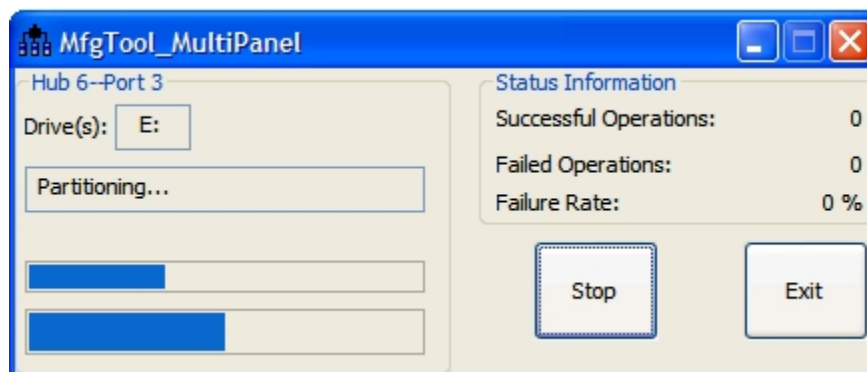 MfgTool_MultiPanel
Hub 6--Port 3
Drive(s): E:
Partitioning...
Status Information
Successful Operations: 0
Failed Operations: 0
Failure Rate: 0 %
Stop
Exit